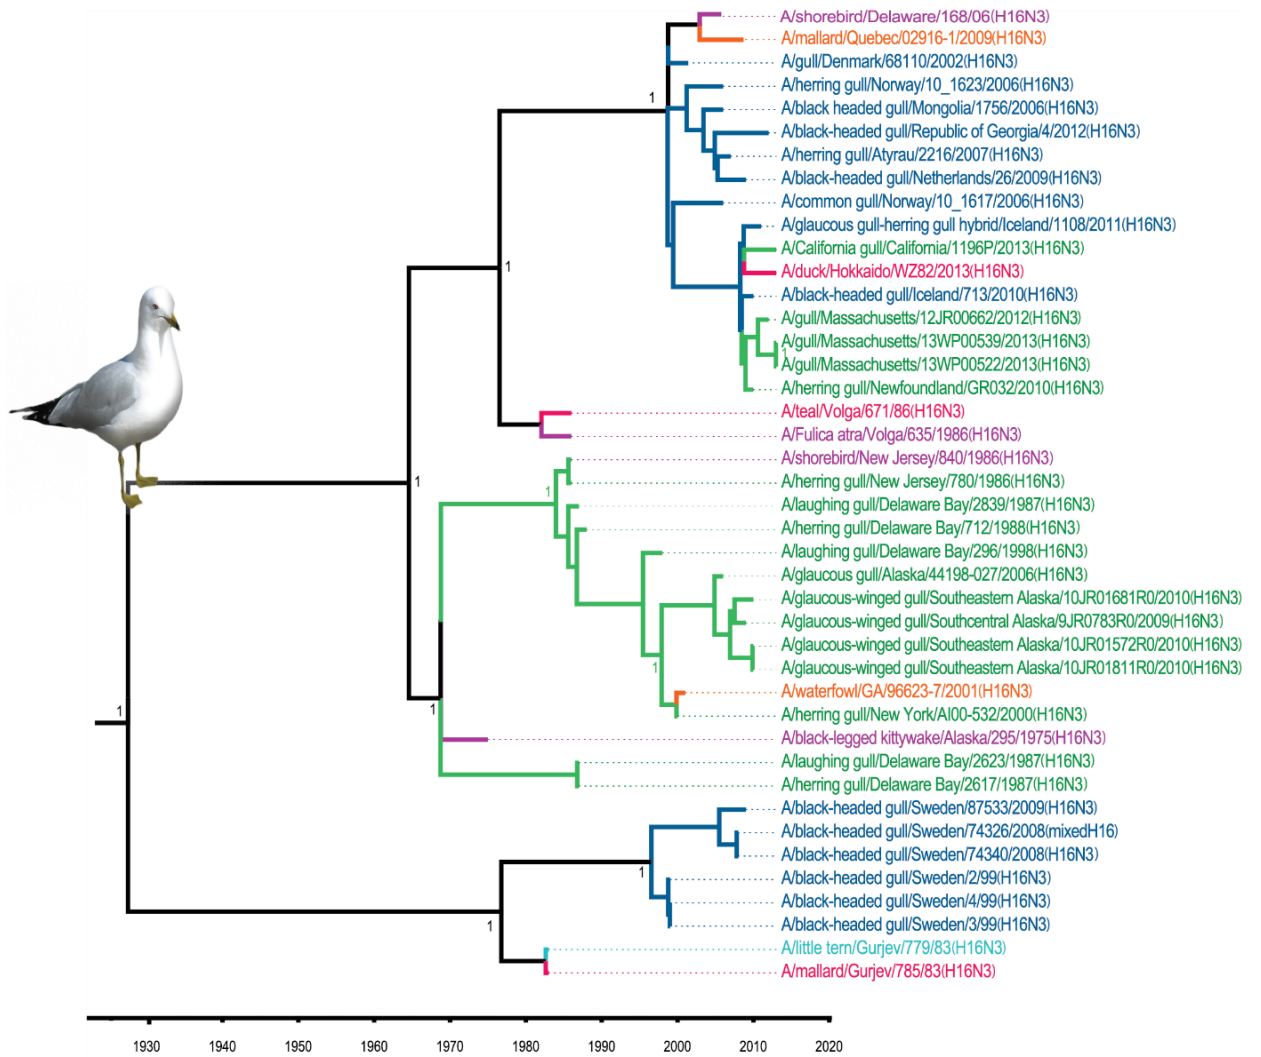 A/shorebird/Delaware/168/06(H16N3)
A/mallard/Quebec/02916-1/2009(H16N3)
A/gull/Denmark/68110/2002(H16N3)
A/herring gull/Norway/10_1623/2006(H16N3)
1
A/black headed gull/Mongolia/1756/2006(H16N3)
A/black-headed gull/Republic of Georgia/4/2012(H16N3)
A/herring gull/Atyrau/2216/2007(H16N3)
A/black-headed gull/Netherlands/26/2009(H16N3)
A/common gull/Norway/10_1617/2006(H16N3)
A/glaucous gull-herring gull hybrid/Iceland/1108/2011(H16N3)
A/California gull/California/1196P/2013(H16N3)
1
A/duck/Hokkaido/WZ82/2013(H16N3)
A/black-headed gull/Iceland/713/2010(H16N3)
A/gull/Massachusetts/12JR00662/2012(H16N3)
A/gull/Massachusetts/13WP00539/2013(H16N3)
1
A/gull/Massachusetts/13WP00522/2013(H16N3)
A/herring gull/Newfoundland/GR032/2010(H16N3)
A/teal/Volga/671/86(H16N3)
A/Fulica atra/Volga/635/1986(H16N3)
A/shorebird/New Jersey/840/1986(H16N3)
1
A/herring gull/New Jersey/780/1986(H16N3)
1
A/laughing gull/Delaware Bay/2839/1987(H16N3)
A/herring gull/Delaware Bay/712/1988(H16N3)
A/laughing gull/Delaware Bay/296/1998(H16N3)
A/glaucous gull/Alaska/44198-027/2006(H16N3)
A/glaucous-winged gull/Southeastern Alaska/10JR01681R0/2010(H16N3)
A/glaucous-winged gull/Southcentral Alaska/9JR0783R0/2009(H16N3)
A/glaucous-winged gull/Southeastern Alaska/10JR01572R0/2010(H16N3)
1
A/glaucous-winged gull/Southeastern Alaska/10JR01811R0/2010(H16N3)
A/waterfowl/GA/96623-7/2001(H16N3)
1
1
A/herring gull/New York/AI00-532/2000(H16N3)
A/black-legged kittywake/Alaska/295/1975(H16N3)
A/laughing gull/Delaware Bay/2623/1987(H16N3)
A/herring gull/Delaware Bay/2617/1987(H16N3)
A/black-headed gull/Sweden/87533/2009(H16N3)
A/black-headed gull/Sweden/74326/2008(mixedH16)
A/black-headed gull/Sweden/74340/2008(H16N3)
1
A/black-headed gull/Sweden/2/99(H16N3)
A/black-headed gull/Sweden/4/99(H16N3)
1
A/black-headed gull/Sweden/3/99(H16N3)
A/little tern/Gurjev/779/83(H16N3)
A/mallard/Gurjev/785/83(H16N3)
1930 1940 1950 1960 1970 1980 1990 2000 2010 2020